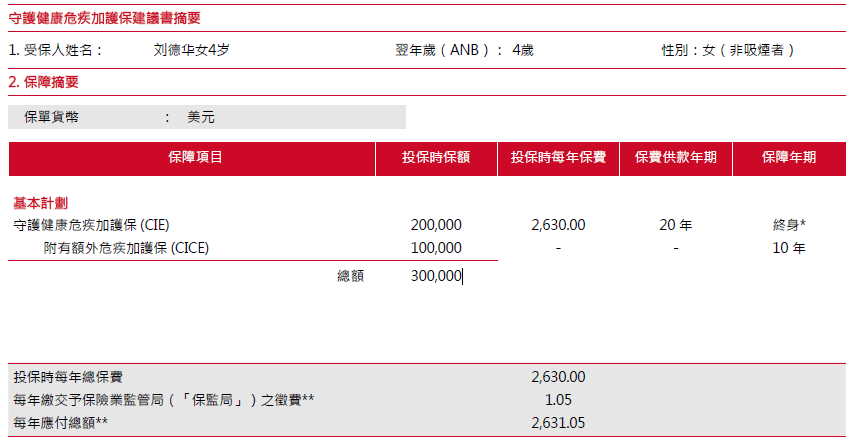 守護健康危疾加護保建議書摘要
1. 受保人姓名： 刘德华女4岁 翌年歲（ANB）： 4歲 性別：女（非吸煙者）
2. 保障摘要
保單貨幣 ： 美元
保障項目 投保時保額 投保時每年保費 保費供款年期 保障年期
基本計劃
守護健康危疾加護保 (CIE) 200,000 2,630.00 20 年 終身*
附有額外危疾加護保 (CICE) 100,000 - - 10 年
總額 300,000
投保時每年總保費 2,630.00
每年繳交予保險業監管局（「保監局」）之徵費** 1.05
每年應付總額** 2,631.05